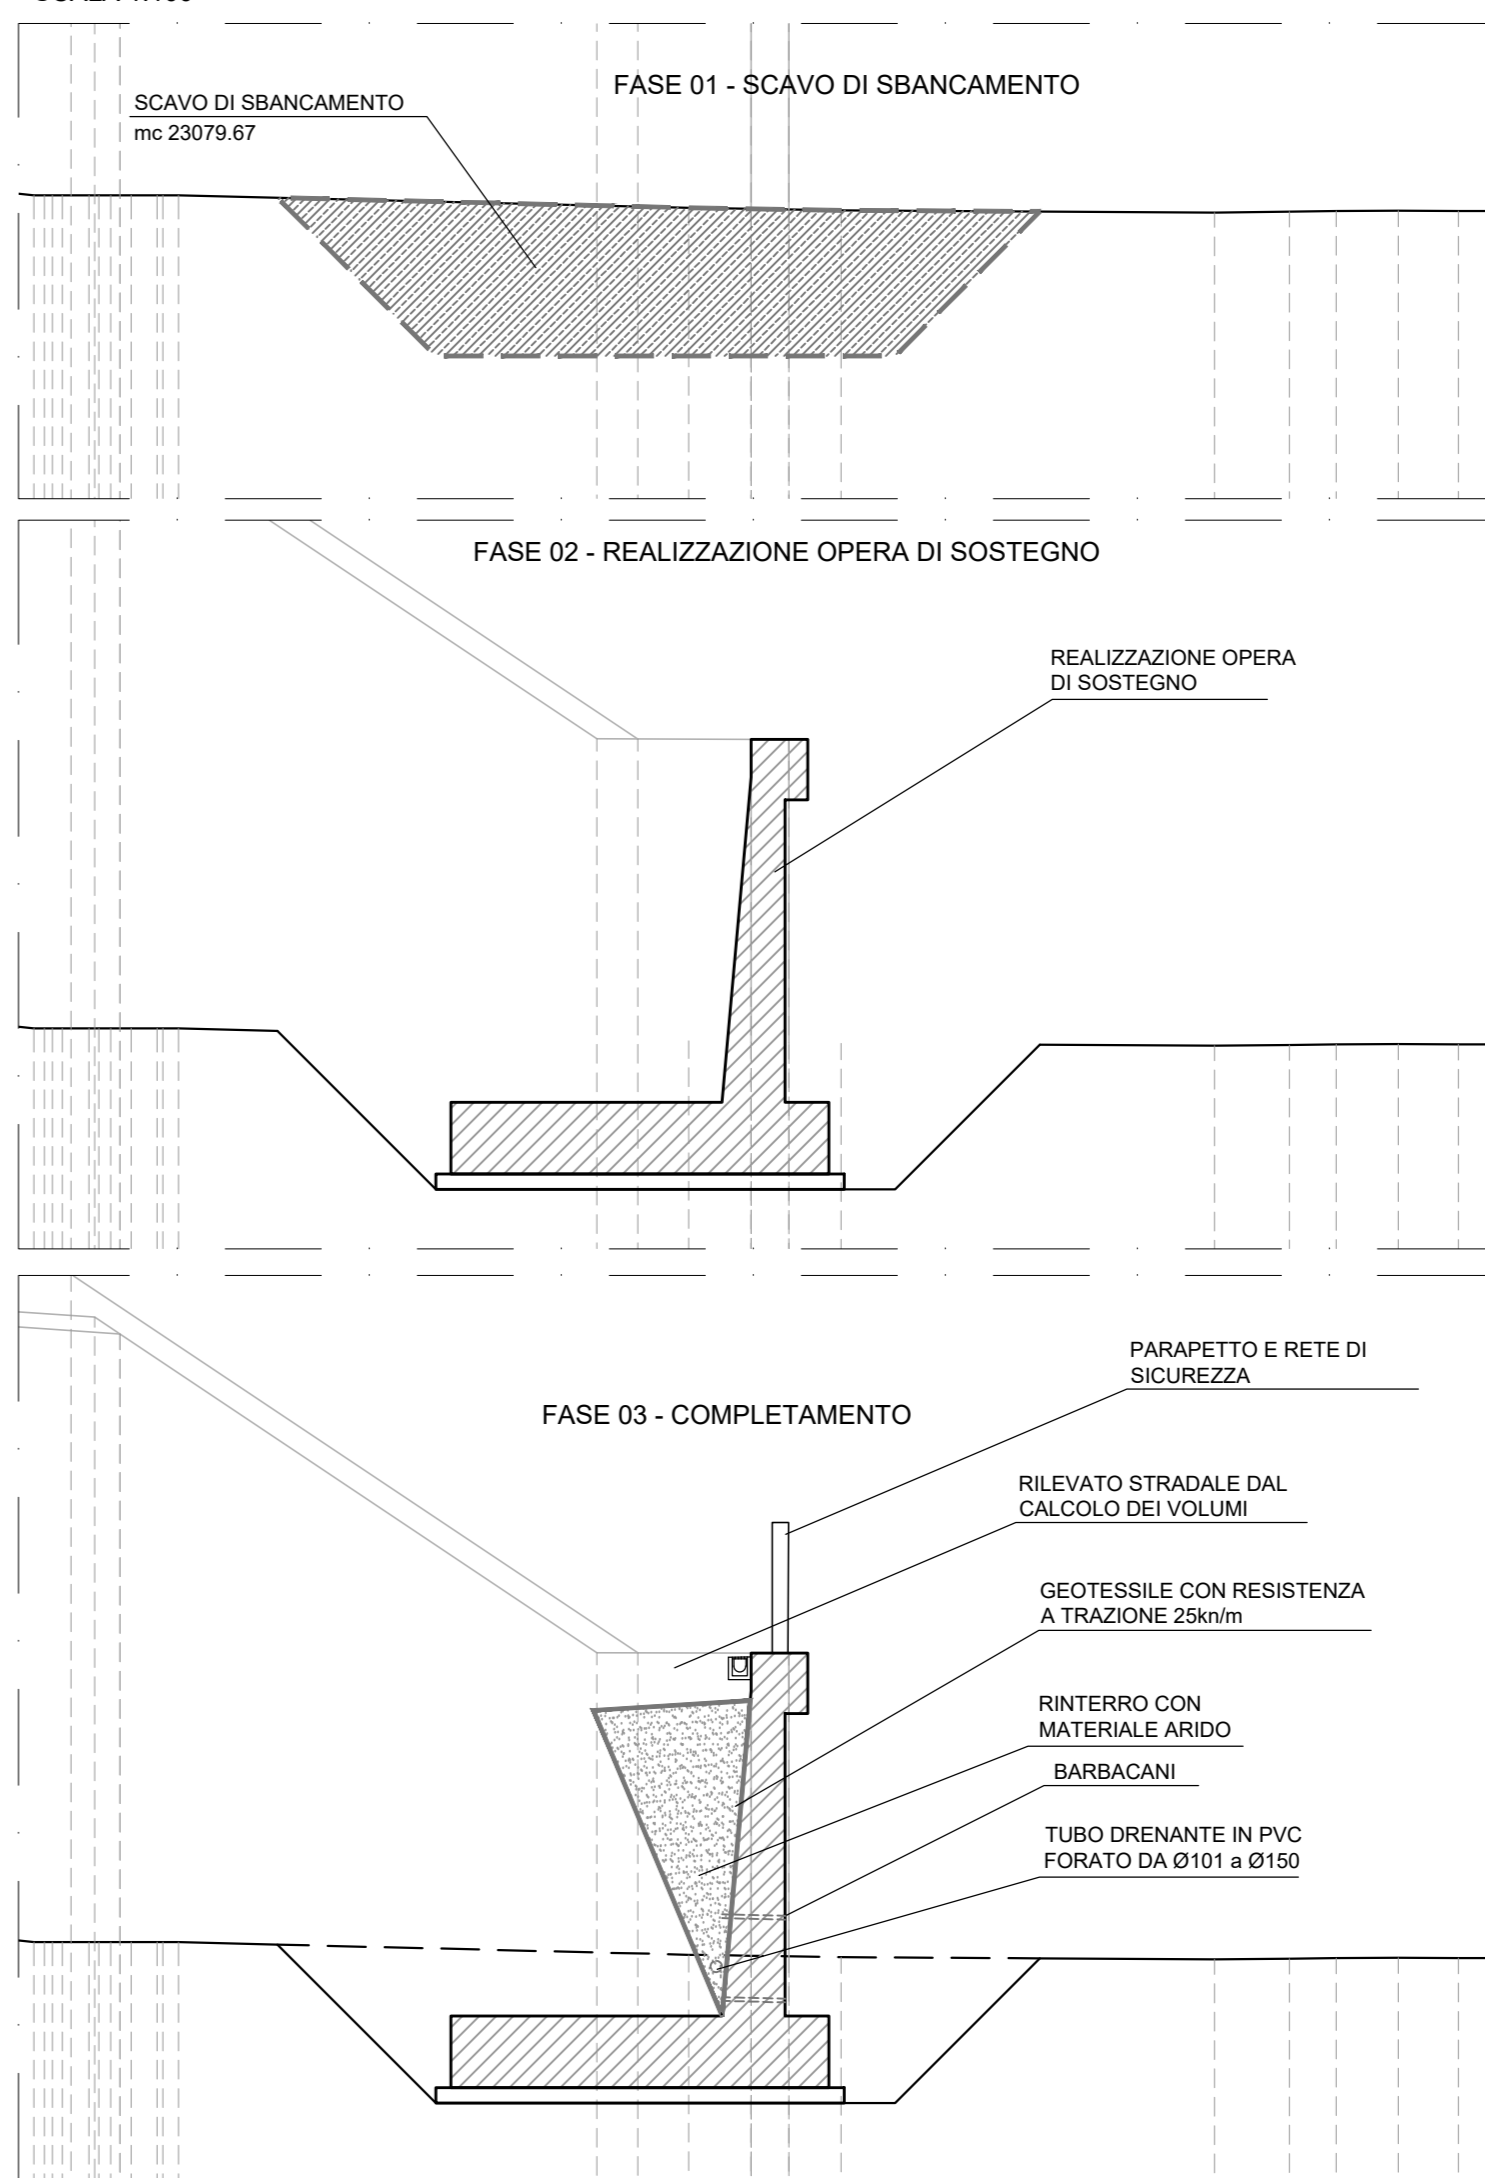 FASE 01 - SCAVO DI SBANCAMENTO
SCAVO DI SBANCAMENTO
mc 23079.67
FASE 02 - REALIZZAZIONE OPERA DI SOSTEGNO
REALIZZAZIONE OPERA
DI SOSTEGNO
FASE 03 - COMPLETAMENTO
PARAPETTO E RETE DI
SICUREZZA
RILEVATO STRADALE DAL
CALCOLO DEI VOLUMI
GEOTESSILE CON RESISTENZA
A TRAZIONE 25kn/m
RINTERRO CON
MATERIALE ARIDO
BARBACANI
TUBO DRENANTE IN PVC
FORATO DA Ø101 a Ø150